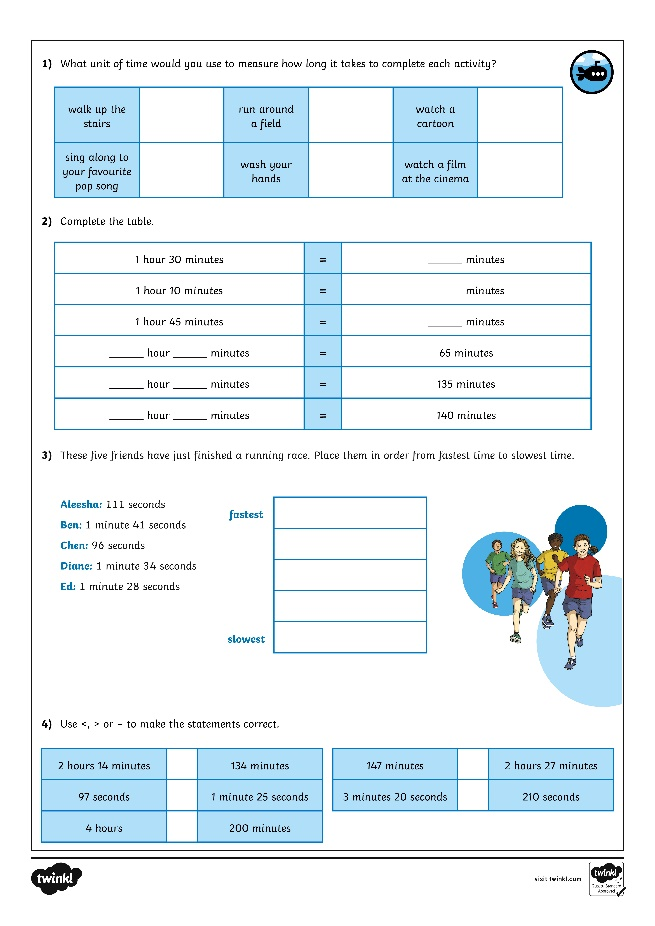 1) What unit of time would you use to measure how long it takes to complete each activity?
walk up the
stairs
run around
a field
watch a
cartoon
sing along to
your favourite
pop song
wash your
hands
watch a film
at the cinema
2) Complete the table.
1 hour 30 minutes = ______ minutes
1 hour 10 minutes = minutes
1 hour 45 minutes = ______ minutes
______ hour ______ minutes = 65 minutes
______ hour ______ minutes = 135 minutes
______ hour ______ minutes = 140 minutes
3) These five friends have just finished a running race. Place them in order from fastest time to slowest time.
Aleesha: 111 seconds
Ben: 1 minute 41 seconds
Chen: 96 seconds
Diane: 1 minute 34 seconds
Ed: 1 minute 28 seconds
fastest
slowest
4) Use <, > or = to make the statements correct.
2 hours 14 minutes 134 minutes
97 seconds 1 minute 25 seconds
4 hours 200 minutes
147 minutes 2 hours 27 minutes
3 minutes 20 seconds 210 seconds
twinkl
visit twinkl.com
twinkl
Quality Standard
Approved